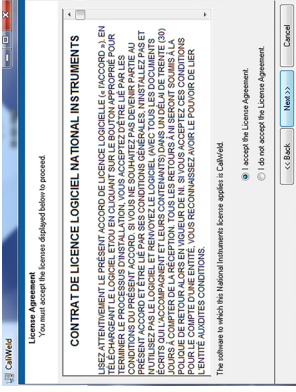 CalWeld
License Agreement
You must accept the licenses displayed below to proceed.
CONTRAT DE LICENCE LOGICIEL NATIONAL INSTRUMENTS
LISEZ ATTENTIVEMENT LE PRÉSENT ACCORD DE LICENCE LOGICIELLE (« l'ACCORD »). EN
TÉLÉCHARGEANT LE LOGICIEL ET/OU EN CLIQUANT SUR LE BOUTON APPROPRIÉ POUR
TERMINER LE PROCESSUS D'INSTALLATION, VOUS ACCEPTEZ D'ÊTRE LIÉ PAR LES
CONDITIONS DU PRÉSENT ACCORD. SI VOUS NE SOUHAITEZ PAS DEVENIR PARTIE AU
PRÉSENT ACCORD ET ÊTRE LIÉ PAR SES CONDITIONS GÉNÉRALES, N'INSTALLEZ PAS ET
N'UTILISEZ PAS LE LOGICIEL ET RENVOYEZ LE LOGICIEL (AVEC TOUS LES DOCUMENTS
ÉCRITS QUI L'ACCOMPAGNENT ET LEURS CONTENANTS) DANS UN DÉLAI DE TRENTE (30)
JOURS À COMPTER DE LA RÉCEPTION. TOUS LES RETOURS À NI SERONT SOUMIS À LA
POLITIQUE DE RETOUR ALORS EN VIGUEUR DE NI. SI VOUS ACCEPTEZ CES CONDITIONS
POUR LE COMPTE D'UNE ENTITÉ, VOUS RECONNAISSEZ AVOIR LE POUVOIR DE LIER
L'ENTITÉ AUXDITES CONDITIONS.
The software to which this National Instruments license applies is CalWeld.
I accept the License Agreement.
I do not accept the License Agreement.
<< Back
Next >>
Cancel